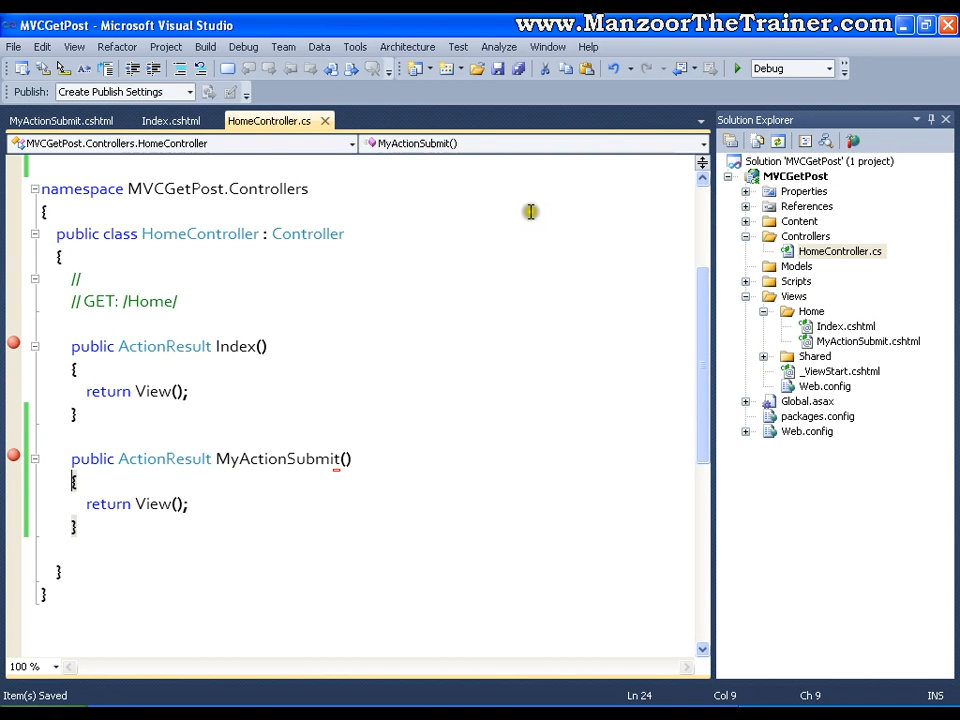 MVCGetPost - Microsoft Visual Studio
www.ManzoorTheTrainer.com
File Edit View Refactor Project Build Debug Team Data Tools Architecture Test Analyze Window Help
Debug
Publish: Create Publish Settings
MyActionSubmit.cshtml Index.cshtml HomeController.cs
Solution Explorer
MVCGetPost.Controllers.HomeController MyActionSubmit()
namespace MVCGetPost.Controllers
{
public class HomeController : Controller
{
//
// GET: /Home/
public ActionResult Index()
{
return View();
}
public ActionResult MyActionSubmit()
{
return View();
}
}
}
100 %
Solution 'MVCGetPost' (1 project)
MVCGetPost
Properties
References
Content
Controllers
HomeController.cs
Models
Scripts
Views
Home
Index.cshtml
MyActionSubmit.cshtml
Shared
_ViewStart.cshtml
Web.config
Global.asax
packages.config
Web.config
Item(s) Saved Ln 24 Col 9 Ch 9 INS